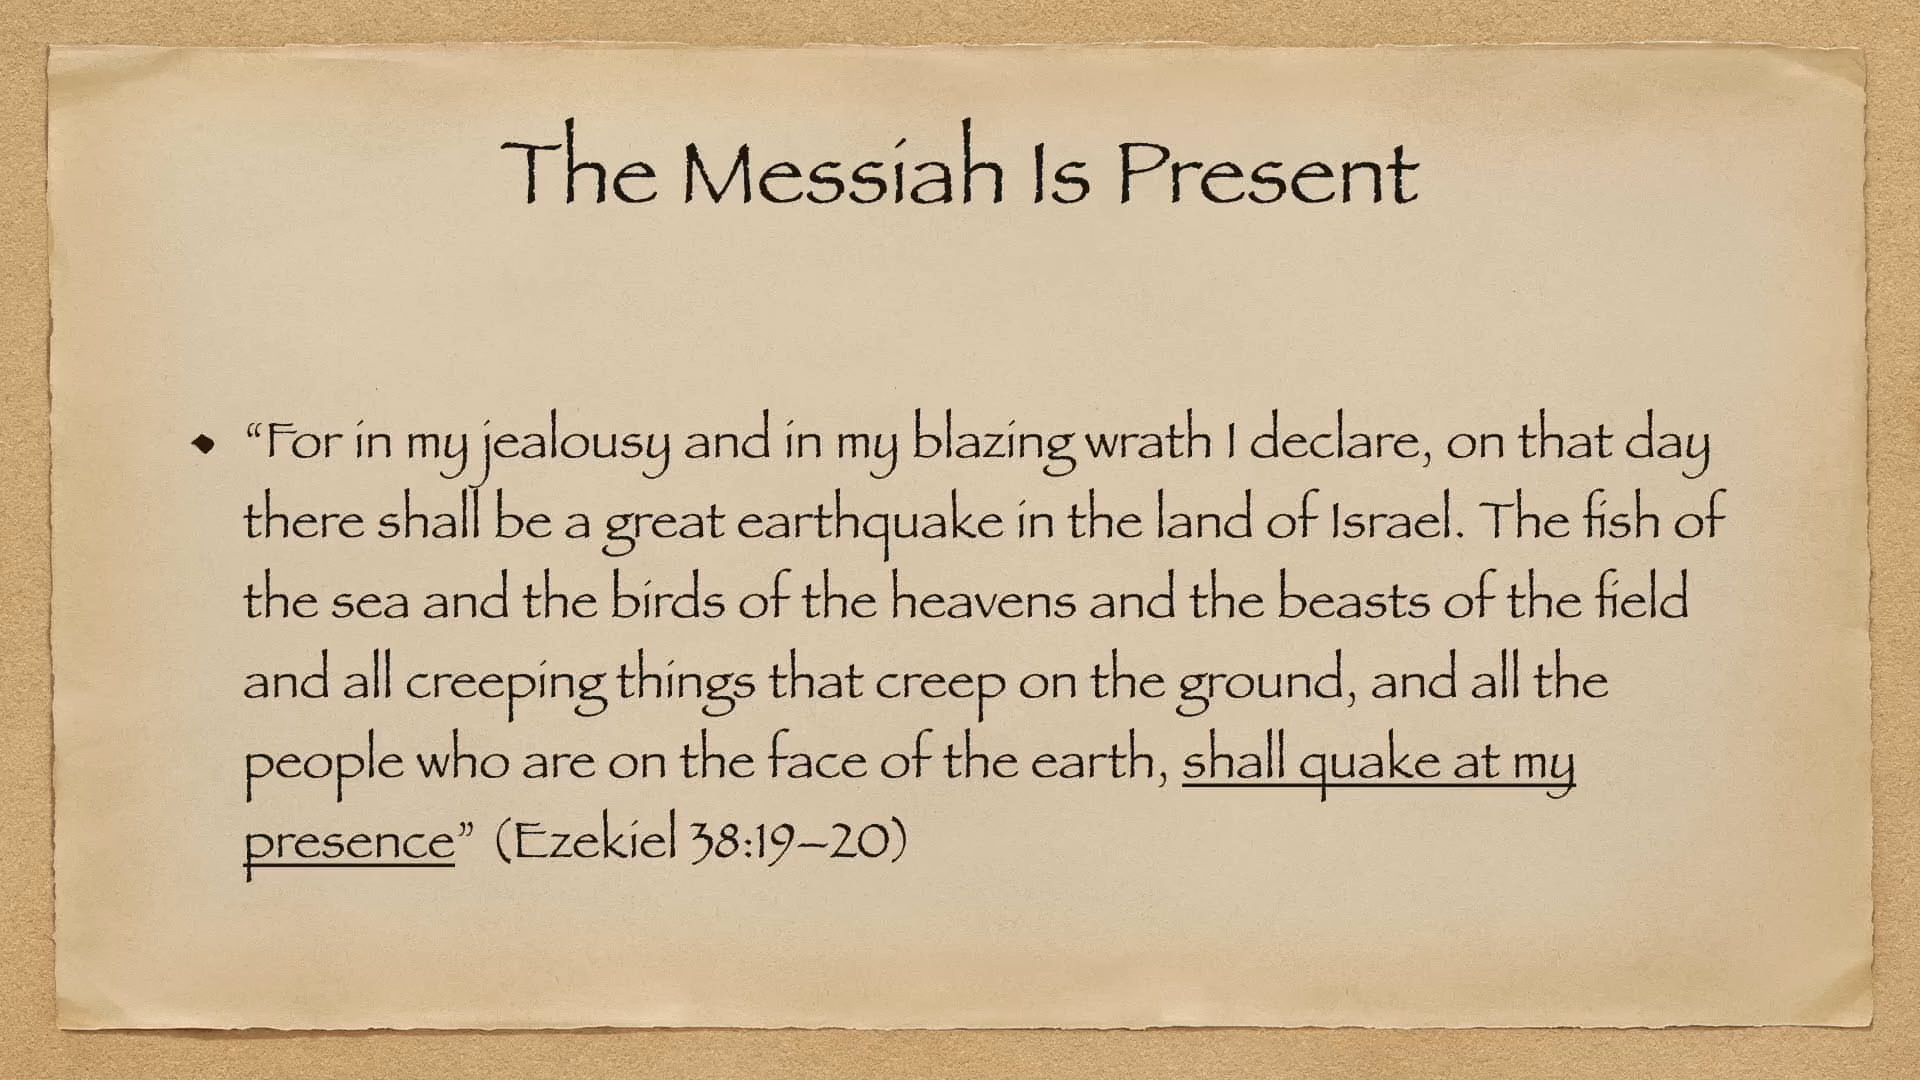 The Messiah Is Present
• “For in my jealousy and in my blazing wrath I declare, on that day
there shall be a great earthquake in the land of Israel. The fish of
the sea and the birds of the heavens and the beasts of the field
and all creeping things that creep on the ground, and all the
people who are on the face of the earth, shall quake at my
presence” (Ezekiel 38:19–20)